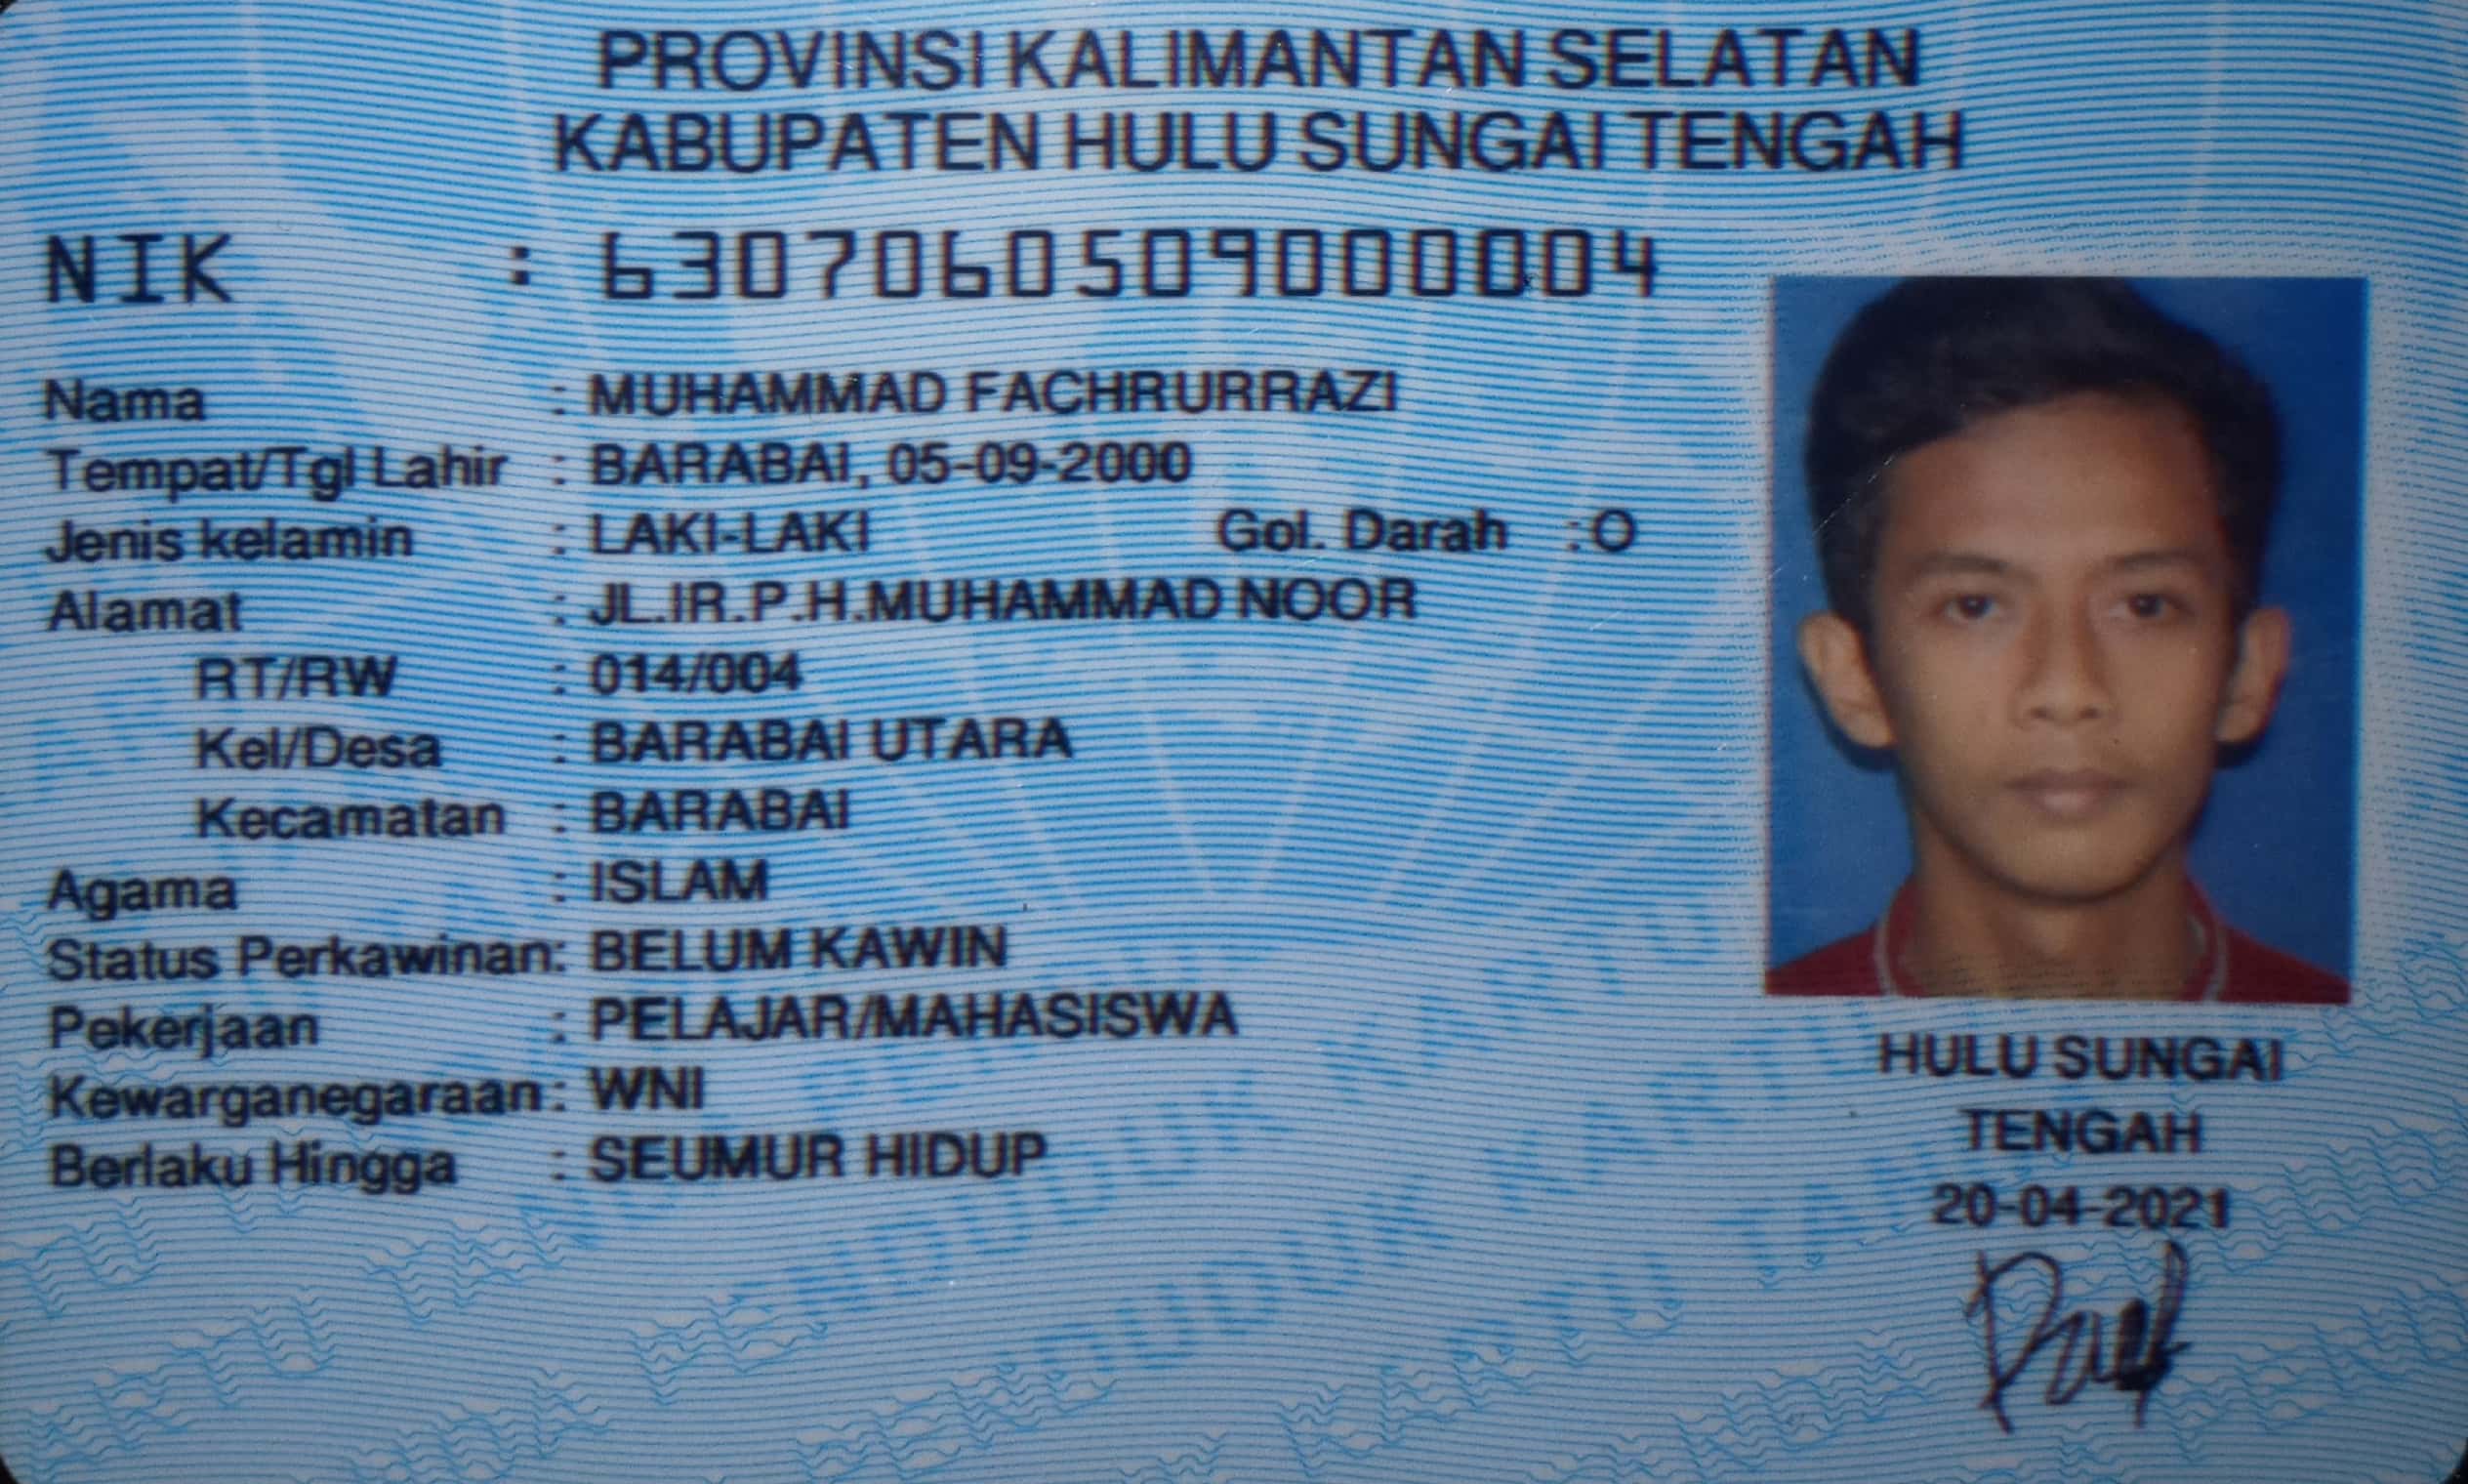 PROVINSI KALIMANTAN SELATAN
KABUPATEN HULU SUNGAI TENGAH
NIK : 6307060509000004
Nama : MUHAMMAD FACHRURRAZI
Tempat/Tgl Lahir : BARABAI, 05-09-2000
Jenis kelamin : LAKI-LAKI Gol. Darah : O
Alamat : JL.IR.P.H.MUHAMMAD NOOR
RT/RW : 014/004
Kel/Desa : BARABAI UTARA
Kecamatan : BARABAI
Agama : ISLAM
Status Perkawinan: BELUM KAWIN
Pekerjaan : PELAJAR/MAHASISWA
Kewarganegaraan: WNI
Berlaku Hingga : SEUMUR HIDUP
HULU SUNGAI
TENGAH
20-04-2021